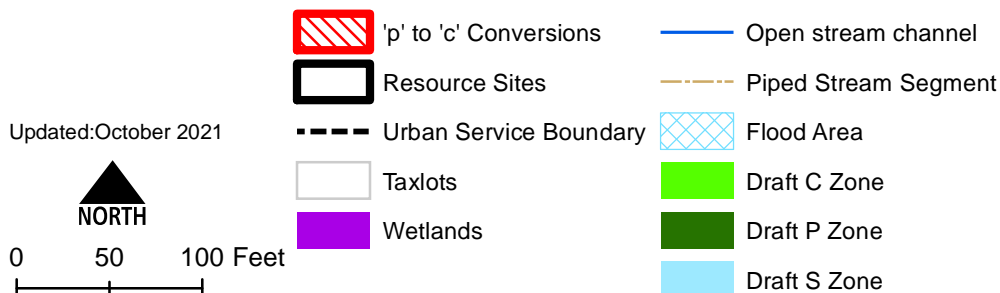 'p' to 'c' Conversions
Resource Sites
Urban Service Boundary
Taxlots
Wetlands
Open stream channel
Piped Stream Segment
Flood Area
Draft C Zone
Draft P Zone
Draft S Zone
Updated:October 2021
NORTH
0 50 100 Feet